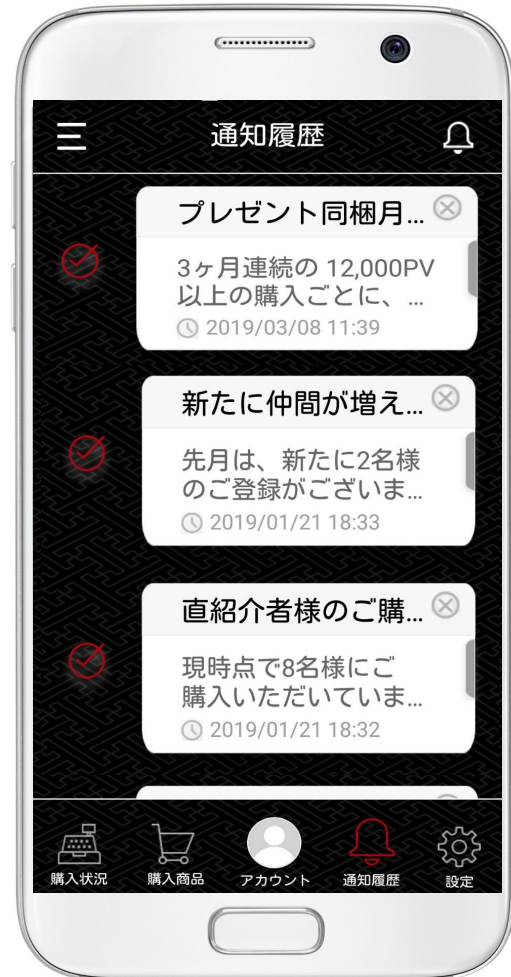 通知履歴
プレゼント同梱月...
3ヶ月連続の 12,000PV
以上の購入ごとに、...
2019/03/08 11:39
新たに仲間が増え...
先月は、新たに2名様
のご登録がございま...
2019/01/21 18:33
直紹介者様のご購...
現時点で8名様にご
購入いただいていま...
2019/01/21 18:32
購入状況
購入商品
アカウント
通知履歴
設定